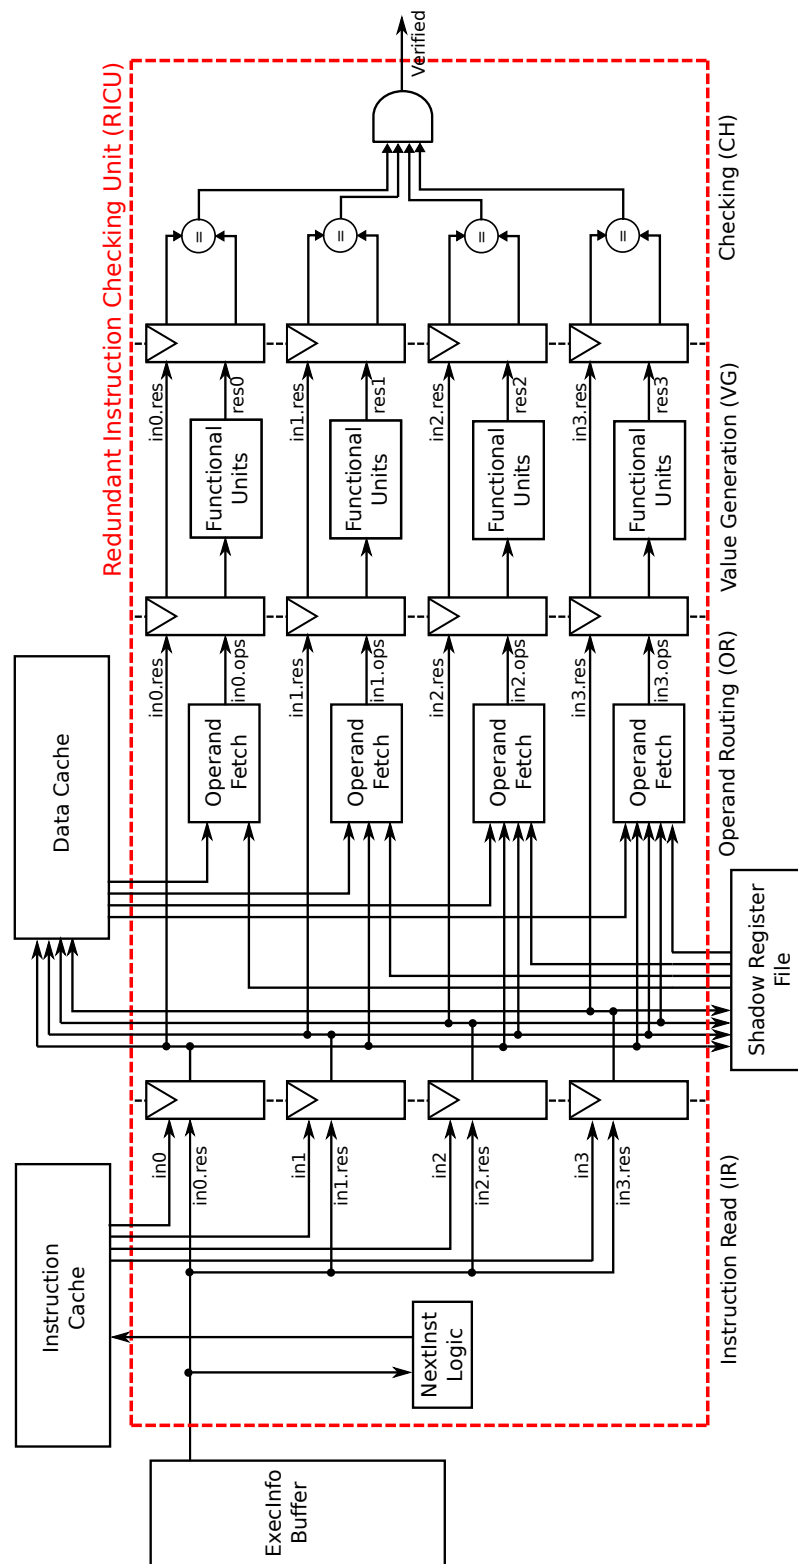 Redundant Instruction Checking Unit (RICU)
Verified
Instruction Read (IR)
Operand Routing (OR)
Value Generation (VG)
Checking (CH)
ExecInfo
Buffer
Instruction
Cache
NextInst
Logic
Data Cache
Shadow Register
File
in0
in0.res
in1
in1.res
in2
in2.res
in3
in3.res
Operand
Fetch
Operand
Fetch
Operand
Fetch
Operand
Fetch
in0.res
in0.ops
in1.res
in1.ops
in2.res
in2.ops
in3.res
in3.ops
Functional
Units
Functional
Units
Functional
Units
Functional
Units
in0.res
res0
in1.res
res1
in2.res
res2
in3.res
res3
=
=
=
=